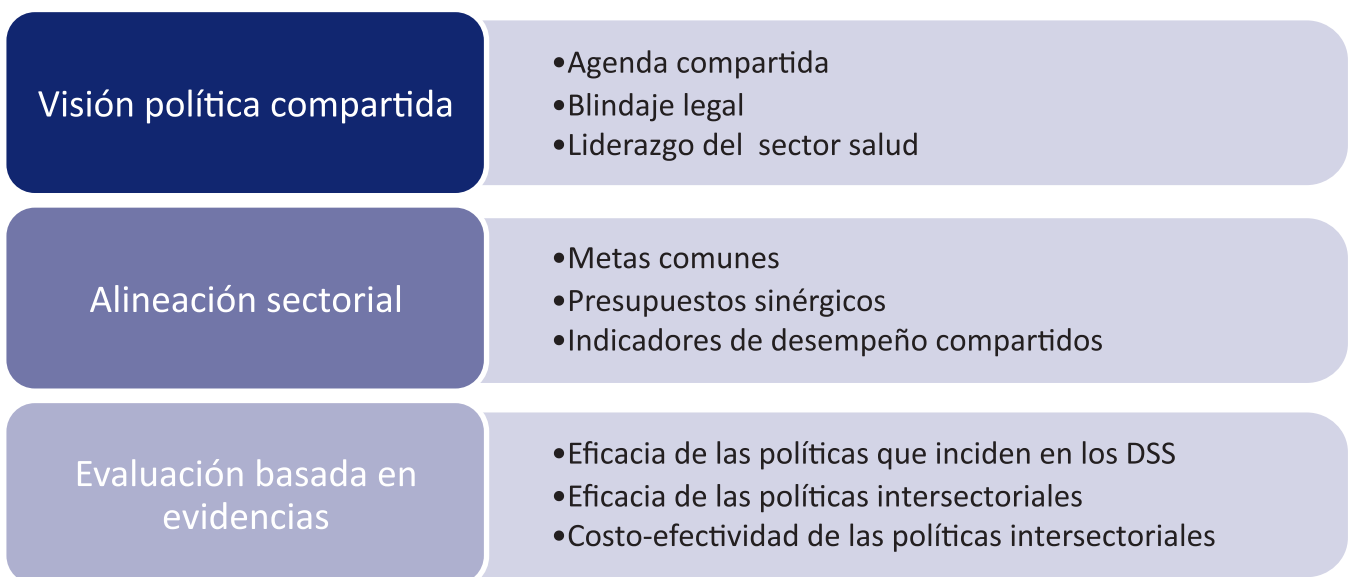 Visión política compartida
•Agenda compartida
•Blindaje legal
•Liderazgo del  sector salud
Alineación sectorial
•Metas comunes
•Presupuestos sinérgicos
•Indicadores de desempeño compartidos
Evaluación basada en
evidencias
•Eficacia de las políticas que inciden en los DSS
•Eficacia de las políticas intersectoriales
•Costo-efectividad de las políticas intersectoriales